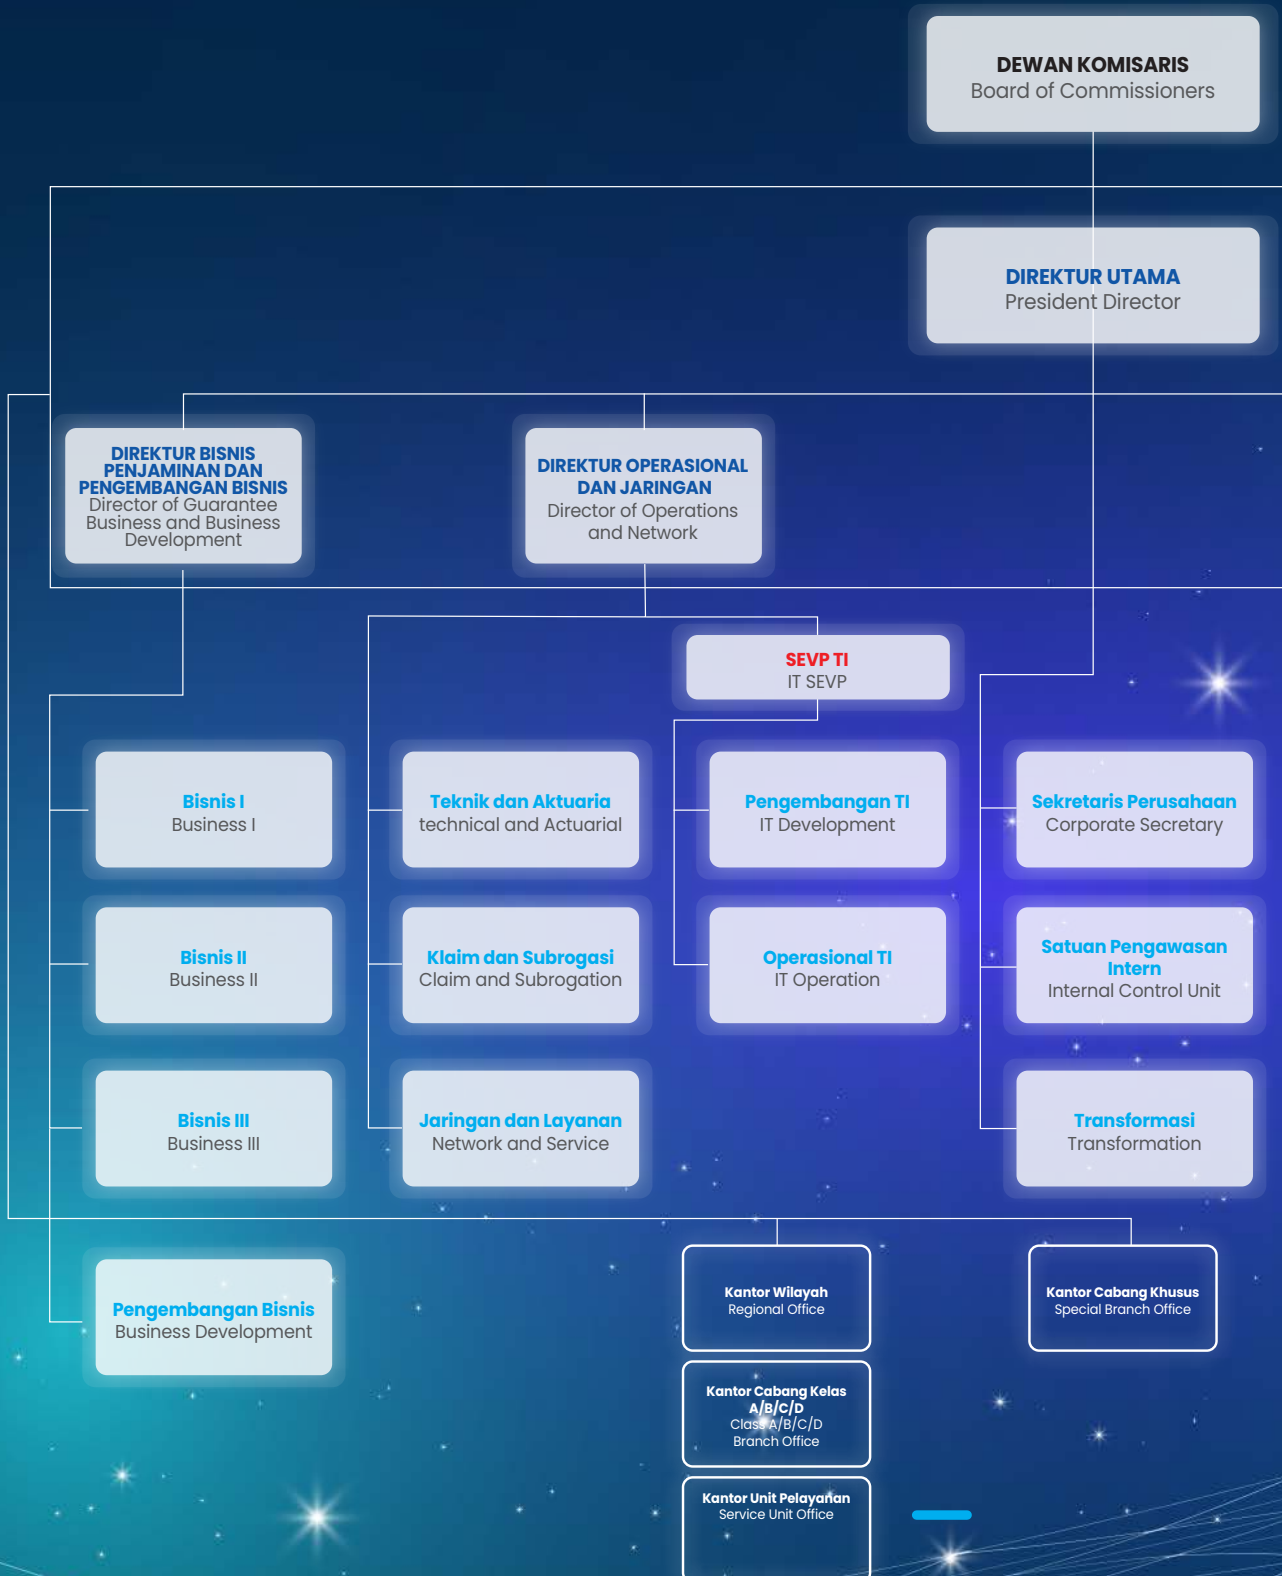 DEWAN KOMISARIS
Board of Commissioners
DIREKTUR UTAMA
President Director
DIREKTUR BISNIS
PENJAMINAN DAN
PENGEMBANGAN BISNIS
Director of Guarantee
Business and Business
Development
DIREKTUR OPERASIONAL
DAN JARINGAN
Director of Operations
and Network
SEVP TI
IT SEVP
Bisnis I
Business I
Teknik dan Aktuaria
technical and Actuarial
Pengembangan TI
IT Development
Sekretaris Perusahaan
Corporate Secretary
Bisnis II
Business II
Klaim dan Subrogasi
Claim and Subrogation
Operasional TI
IT Operation
Satuan Pengawasan
Intern
Internal Control Unit
Bisnis III
Business III
Jaringan dan Layanan
Network and Service
Transformasi
Transformation
Pengembangan Bisnis
Business Development
Kantor Wilayah
Regional Office
Kantor Cabang Khusus
Special Branch Office
Kantor Cabang Kelas
A/B/C/D
Class A/B/C/D
Branch Office
Kantor Unit Pelayanan
Service Unit Office